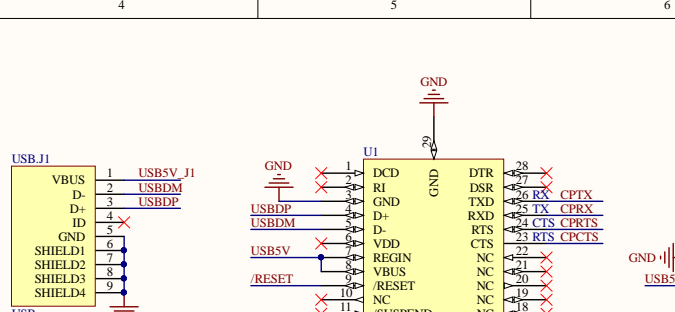 4 5 6
GND
29
USB.J1
VBUS 1 USB5V_J1
D- 2 USBDM
D+ 3 USBDP
ID 4
GND 5
SHIELD1 6
SHIELD2 7
SHIELD3 8
SHIELD4 9
GND
U1
GND
1 DCD DTR 28
2 RI DSR 27
3 GND TXD 26 RX CPTX
USBDP 4 D+ RXD 25 TX CPRX
USBDM 5 D- RTS 24 CTS CPRTS
6 VDD CTS 23 RTS CPCTS
USB5V 7 REGIN NC 22
8 VBUS NC 21
/RESET 9 /RESET NC 20
10 NC NC 19
11 /SUSPEND NC 18
GND
USB5